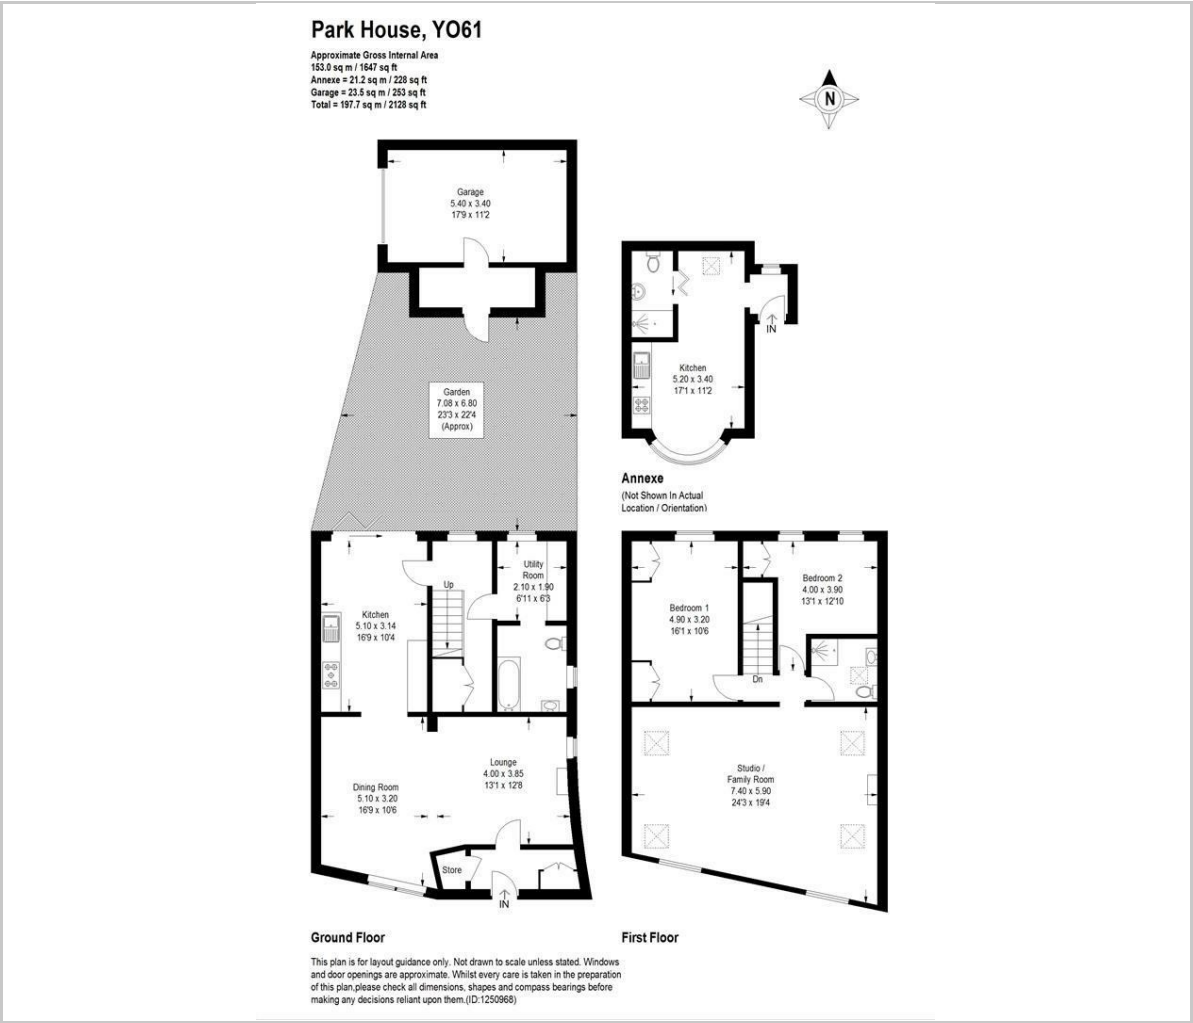 Park House, YO61
Approximate Gross Internal Area
153.0 sq m / 1647 sq ft
Annexe = 21.2 sq m / 228 sq ft
Garage = 23.5 sq m / 253 sq ft
Total = 197.7 sq m / 2128 sq ft
N
Garage
5.40 x 3.40
17'9 x 11'2
Garden
7.08 x 6.80
23'3 x 22'4
(Approx)
IN
Kitchen
5.20 x 3.40
17'1 x 11'2
Annexe
(Not Shown In Actual
Location / Orientation)
Up
Utility
Room
2.10 x 1.90
6'11 x 6'3
Kitchen
5.10 x 3.14
16'9 x 10'4
Lounge
4.00 x 3.85
13'1 x 12'8
Dining Room
5.10 x 3.20
16'9 x 10'6
Store
IN
Bedroom 2
4.00 x 3.90
13'1 x 12'10
Bedroom 1
4.90 x 3.20
16'1 x 10'6
Dn
Studio /
Family Room
7.40 x 5.90
24'3 x 19'4
Ground Floor
First Floor
This plan is for layout guidance only. Not drawn to scale unless stated. Windows
and door openings are approximate. Whilst every care is taken in the preparation
of this plan,please check all dimensions, shapes and compass bearings before
making any decisions reliant upon them.(ID:1250968)